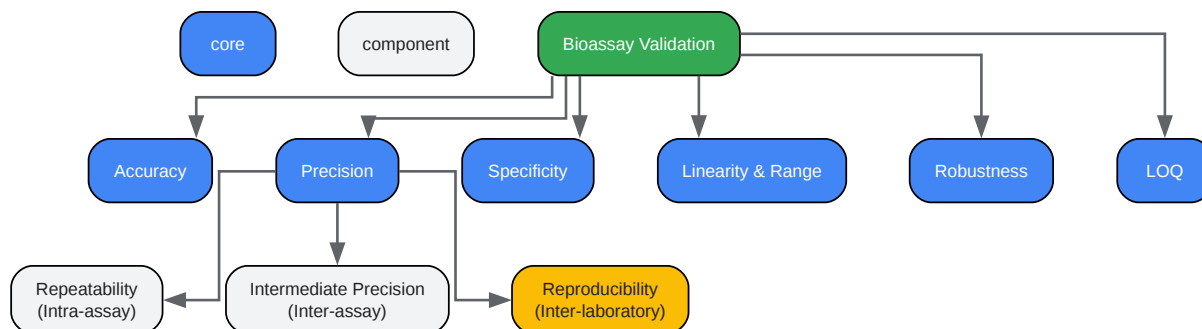 core
component
Bioassay Validation
Accuracy
Precision
Specificity
Linearity & Range
Robustness
LOQ
Repeatability
(Intra-assay)
Intermediate Precision
(Inter-assay)
Reproducibility
(Inter-laboratory)